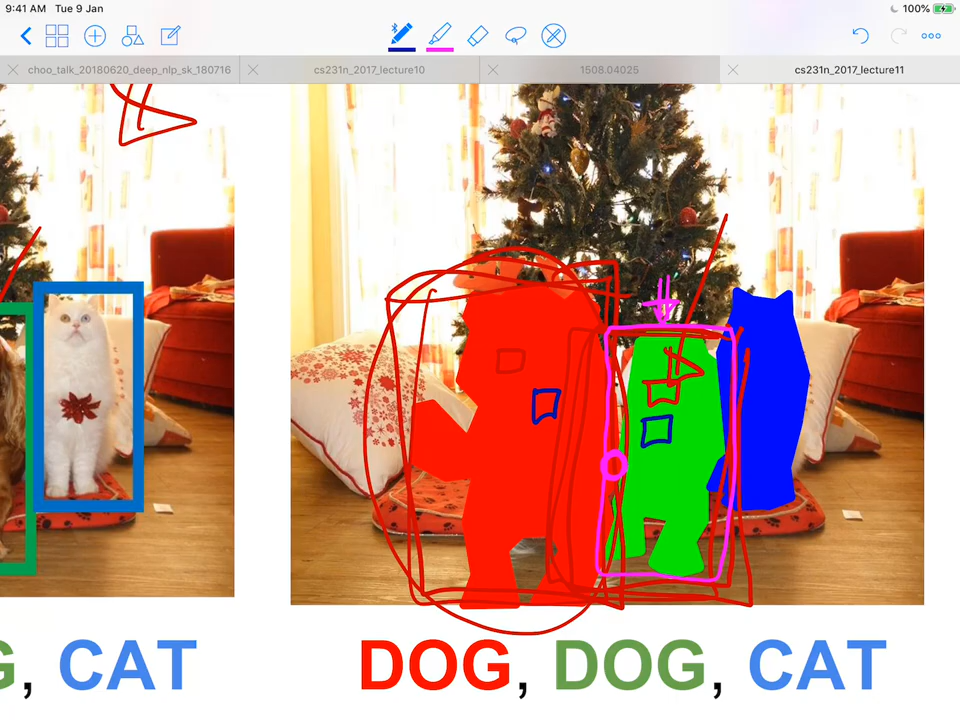 9:41 AM Tue 9 Jan 100%
choo_talk_20180620_deep_nlp_sk_180716 cs231n_2017_lecture10 1508.04025 cs231n_2017_lecture11
G, CAT DOG, DOG, CAT